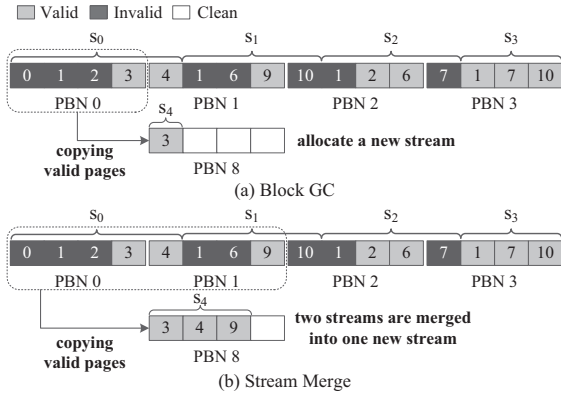 Valid Invalid Clean
s0 s1 s2 s3
0 1 2 3 4 1 6 9 10 1 2 6 7 1 7 10
PBN 0 PBN 1 PBN 2 PBN 3
s4
copying
valid pages
3
allocate a new stream
PBN 8
(a) Block GC
s0 s1 s2 s3
0 1 2 3 4 1 6 9 10 1 2 6 7 1 7 10
PBN 0 PBN 1 PBN 2 PBN 3
s4
copying
valid pages
3 4 9
two streams are merged
into one new stream
PBN 8
(b) Stream Merge